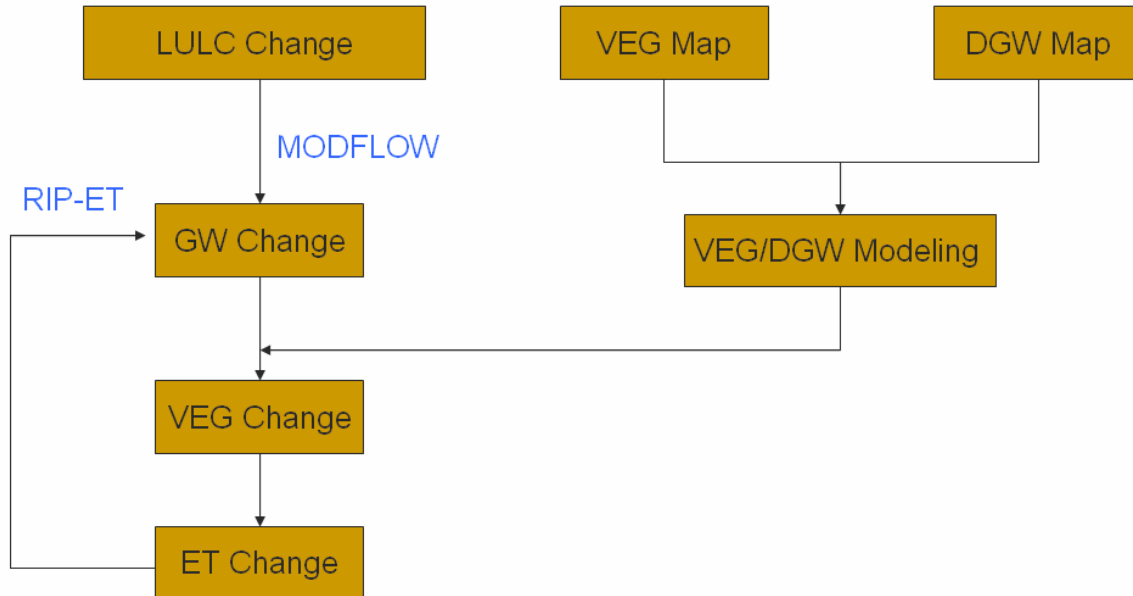 LULC Change
VEG Map
DGW Map
MODFLOW
RIP-ET
GW Change
VEG/DGW Modeling
VEG Change
ET Change